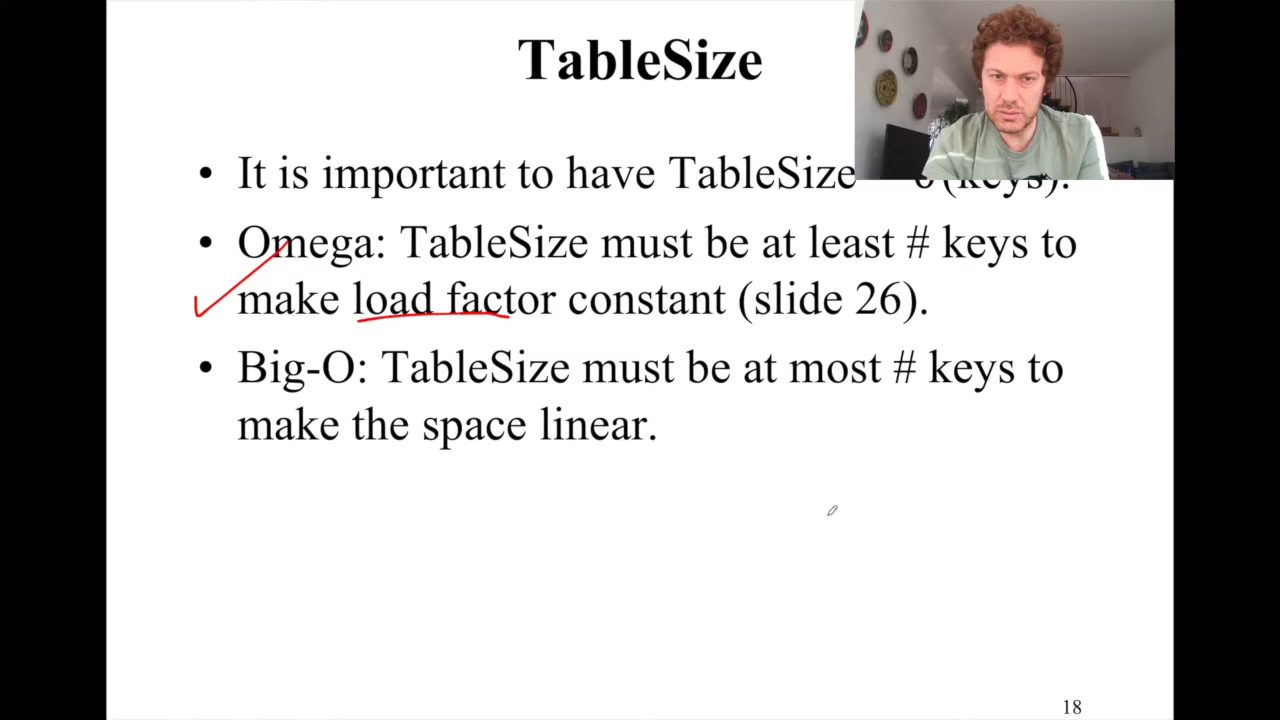 TableSize
• It is important to have TableSize (keys).
• Omega: TableSize must be at least # keys to
make load factor constant (slide 26).
• Big-O: TableSize must be at most # keys to
make the space linear.
18